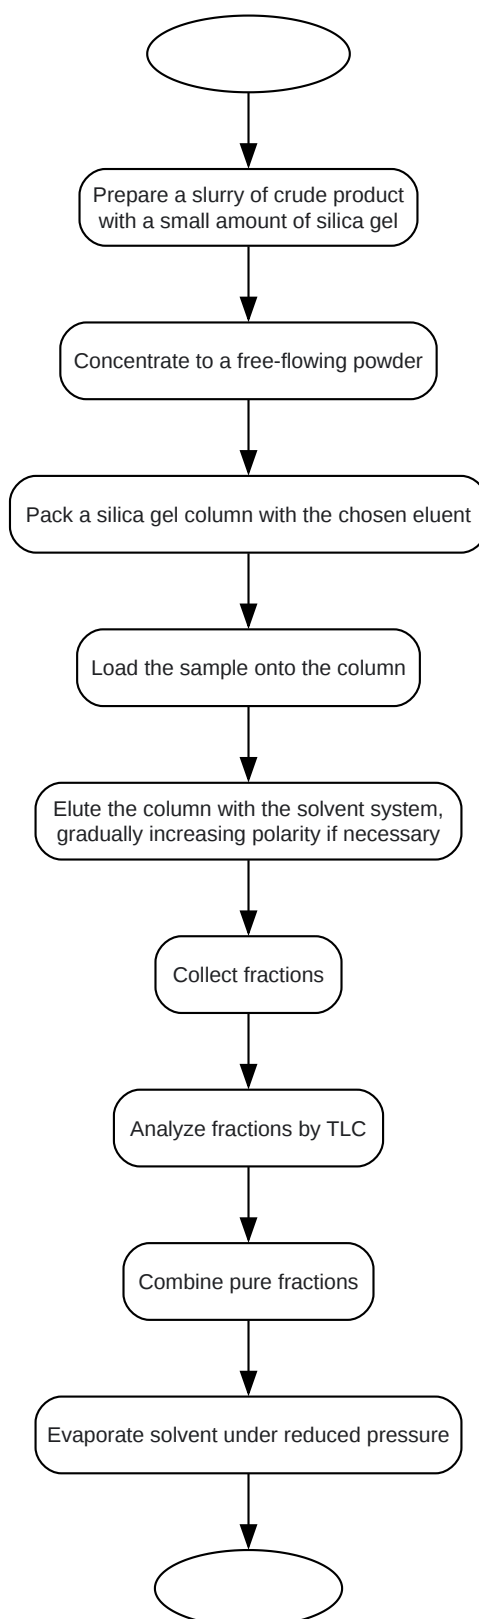 Prepare a slurry of crude product
with a small amount of silica gel
Concentrate to a free-flowing powder
Pack a silica gel column with the chosen eluent
Load the sample onto the column
Elute the column with the solvent system,
gradually increasing polarity if necessary
Collect fractions
Analyze fractions by TLC
Combine pure fractions
Evaporate solvent under reduced pressure